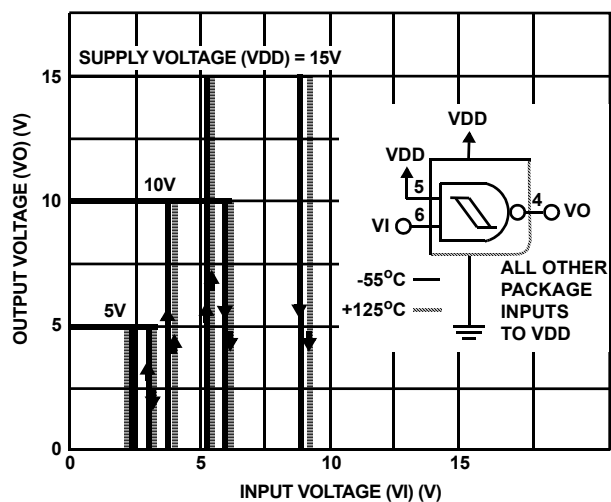 SUPPLY VOLTAGE (VDD) = 15V
15
10
5
0
OUTPUT VOLTAGE (VO) (V)
10V
5V
VDD
VDD
5
6
4
VI
VO
-55°C
+125°C
ALL OTHER
PACKAGE
INPUTS
TO VDD
0
5
10
15
INPUT VOLTAGE (VI) (V)